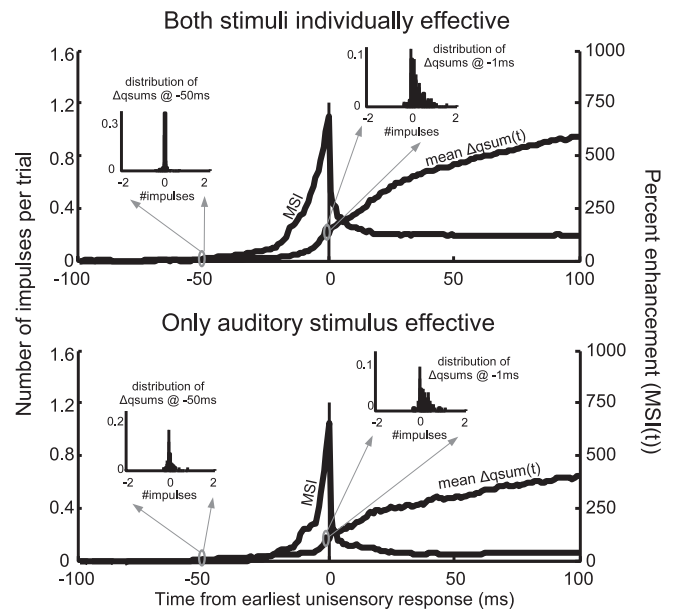 Both stimuli individually effective
Number of impulses per trial
Percent enhancement (MSI(t))
1.6
1.2
0.8
0.4
0
1000
750
500
250
0
distribution of
Δqsums @ -50ms
0.3
-2
0
2
#impulses
distribution of
Δqsums @ -1ms
0.1
0
-2
0
2
#impulses
MSI
mean Δqsum(t)
-100
-50
0
50
100
Only auditory stimulus effective
1.6
1.2
0.8
0.4
0
1000
750
500
250
0
distribution of
Δqsums @ -50ms
0.2
0
-2
0
2
#impulses
distribution of
Δqsums @ -1ms
0.1
0
-2
0
2
#impulses
MSI
mean Δqsum(t)
-100
-50
0
50
100
Time from earliest unisensory response (ms)